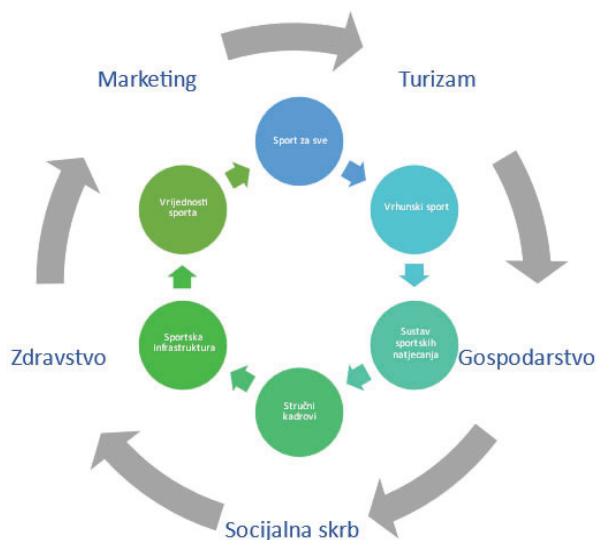 Marketing
Turizam
Sport za sve
Vrijednosti
sporta
Vrhunski sport
Zdravstvo
Sportska
infrastruktura
Sustav
sportskih
natjecanja
Gospodarstvo
Stručni
kadrovi
Socijalna skrb